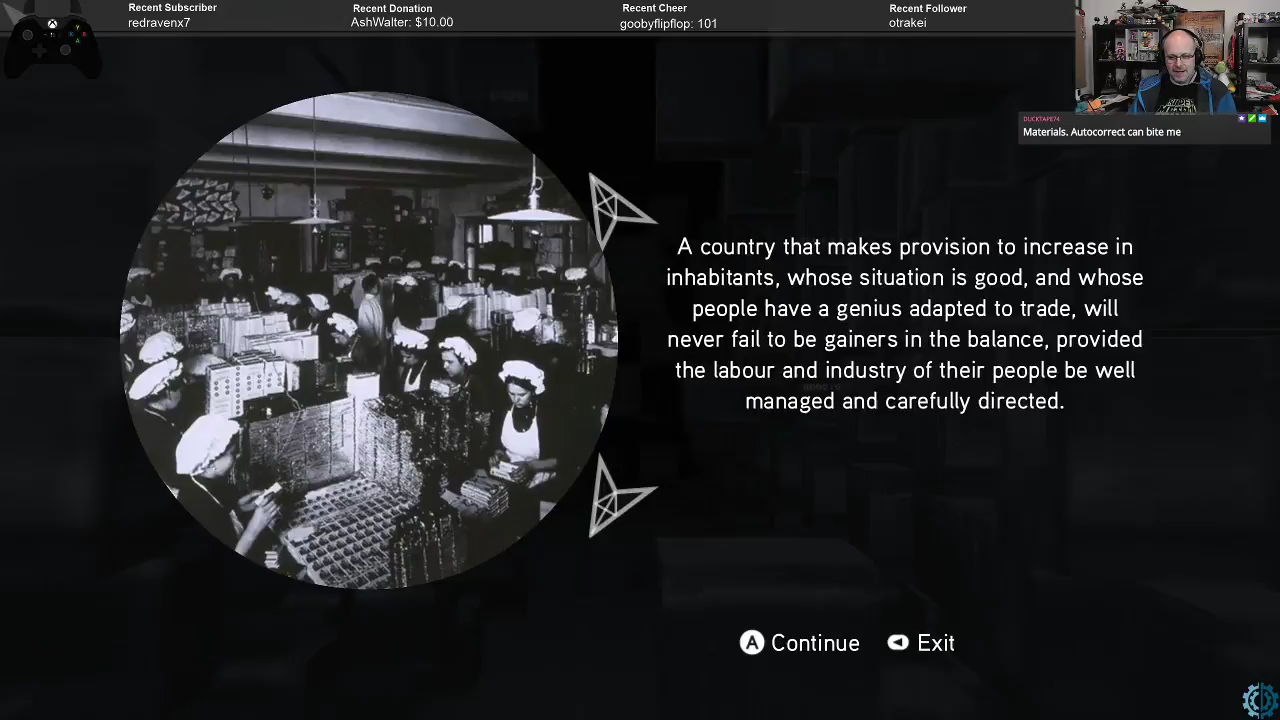 Recent Subscriber
redravenx7
Recent Donation
AshWalter: $10.00
Recent Cheer
goobyflipflop: 101
Recent Follower
otrakei
DUCKTAPE74
Materials. Autocorrect can bite me
A country that makes provision to increase in
inhabitants, whose situation is good, and whose
people have a genius adapted to trade, will
never fail to be gainers in the balance, provided
the labour and industry of their people be well
managed and carefully directed.
A Continue
Exit